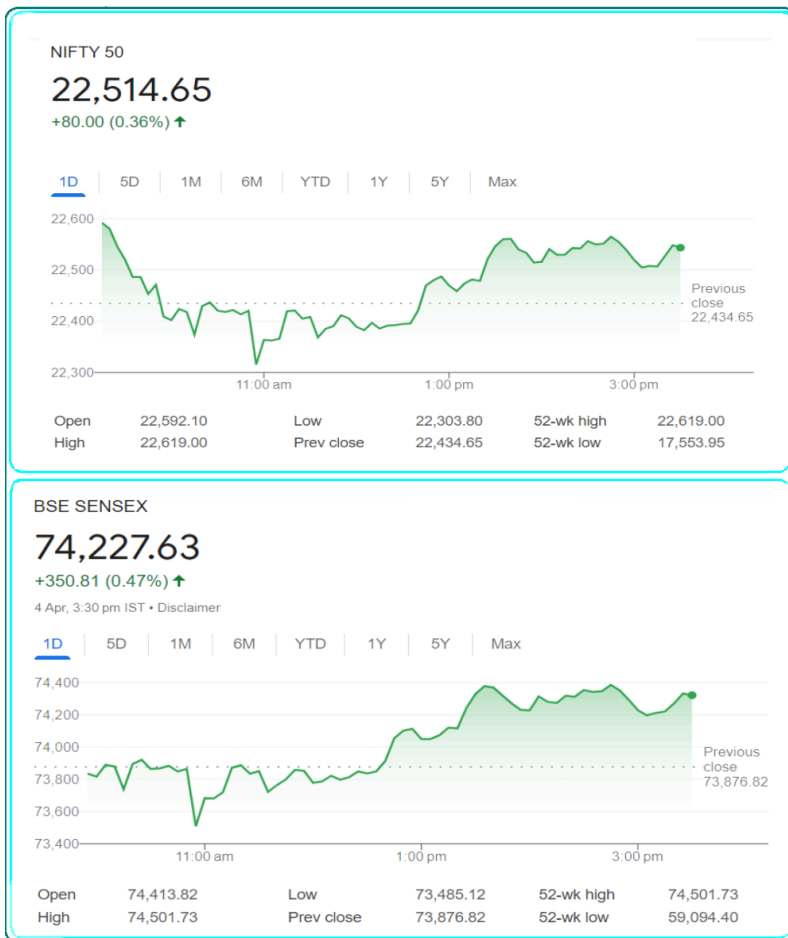 NIFTY 50
22,514.65
+80.00 (0.36%) ↑
1D 5D 1M 6M YTD 1Y 5Y Max
22,600
22,500
22,400
22,300
Previous
close
22,434.65
11:00 am 1:00 pm 3:00 pm
Open 22,592.10 Low 22,303.80 52-wk high 22,619.00
High 22,619.00 Prev close 22,434.65 52-wk low 17,553.95
BSE SENSEX
74,227.63
+350.81 (0.47%) ↑
4 Apr, 3:30 pm IST • Disclaimer
1D 5D 1M 6M YTD 1Y 5Y Max
74,400
74,200
74,000
73,800
73,600
73,400
Previous
close
73,876.82
11:00 am 1:00 pm 3:00 pm
Open 74,413.82 Low 73,485.12 52-wk high 74,501.73
High 74,501.73 Prev close 73,876.82 52-wk low 59,094.40